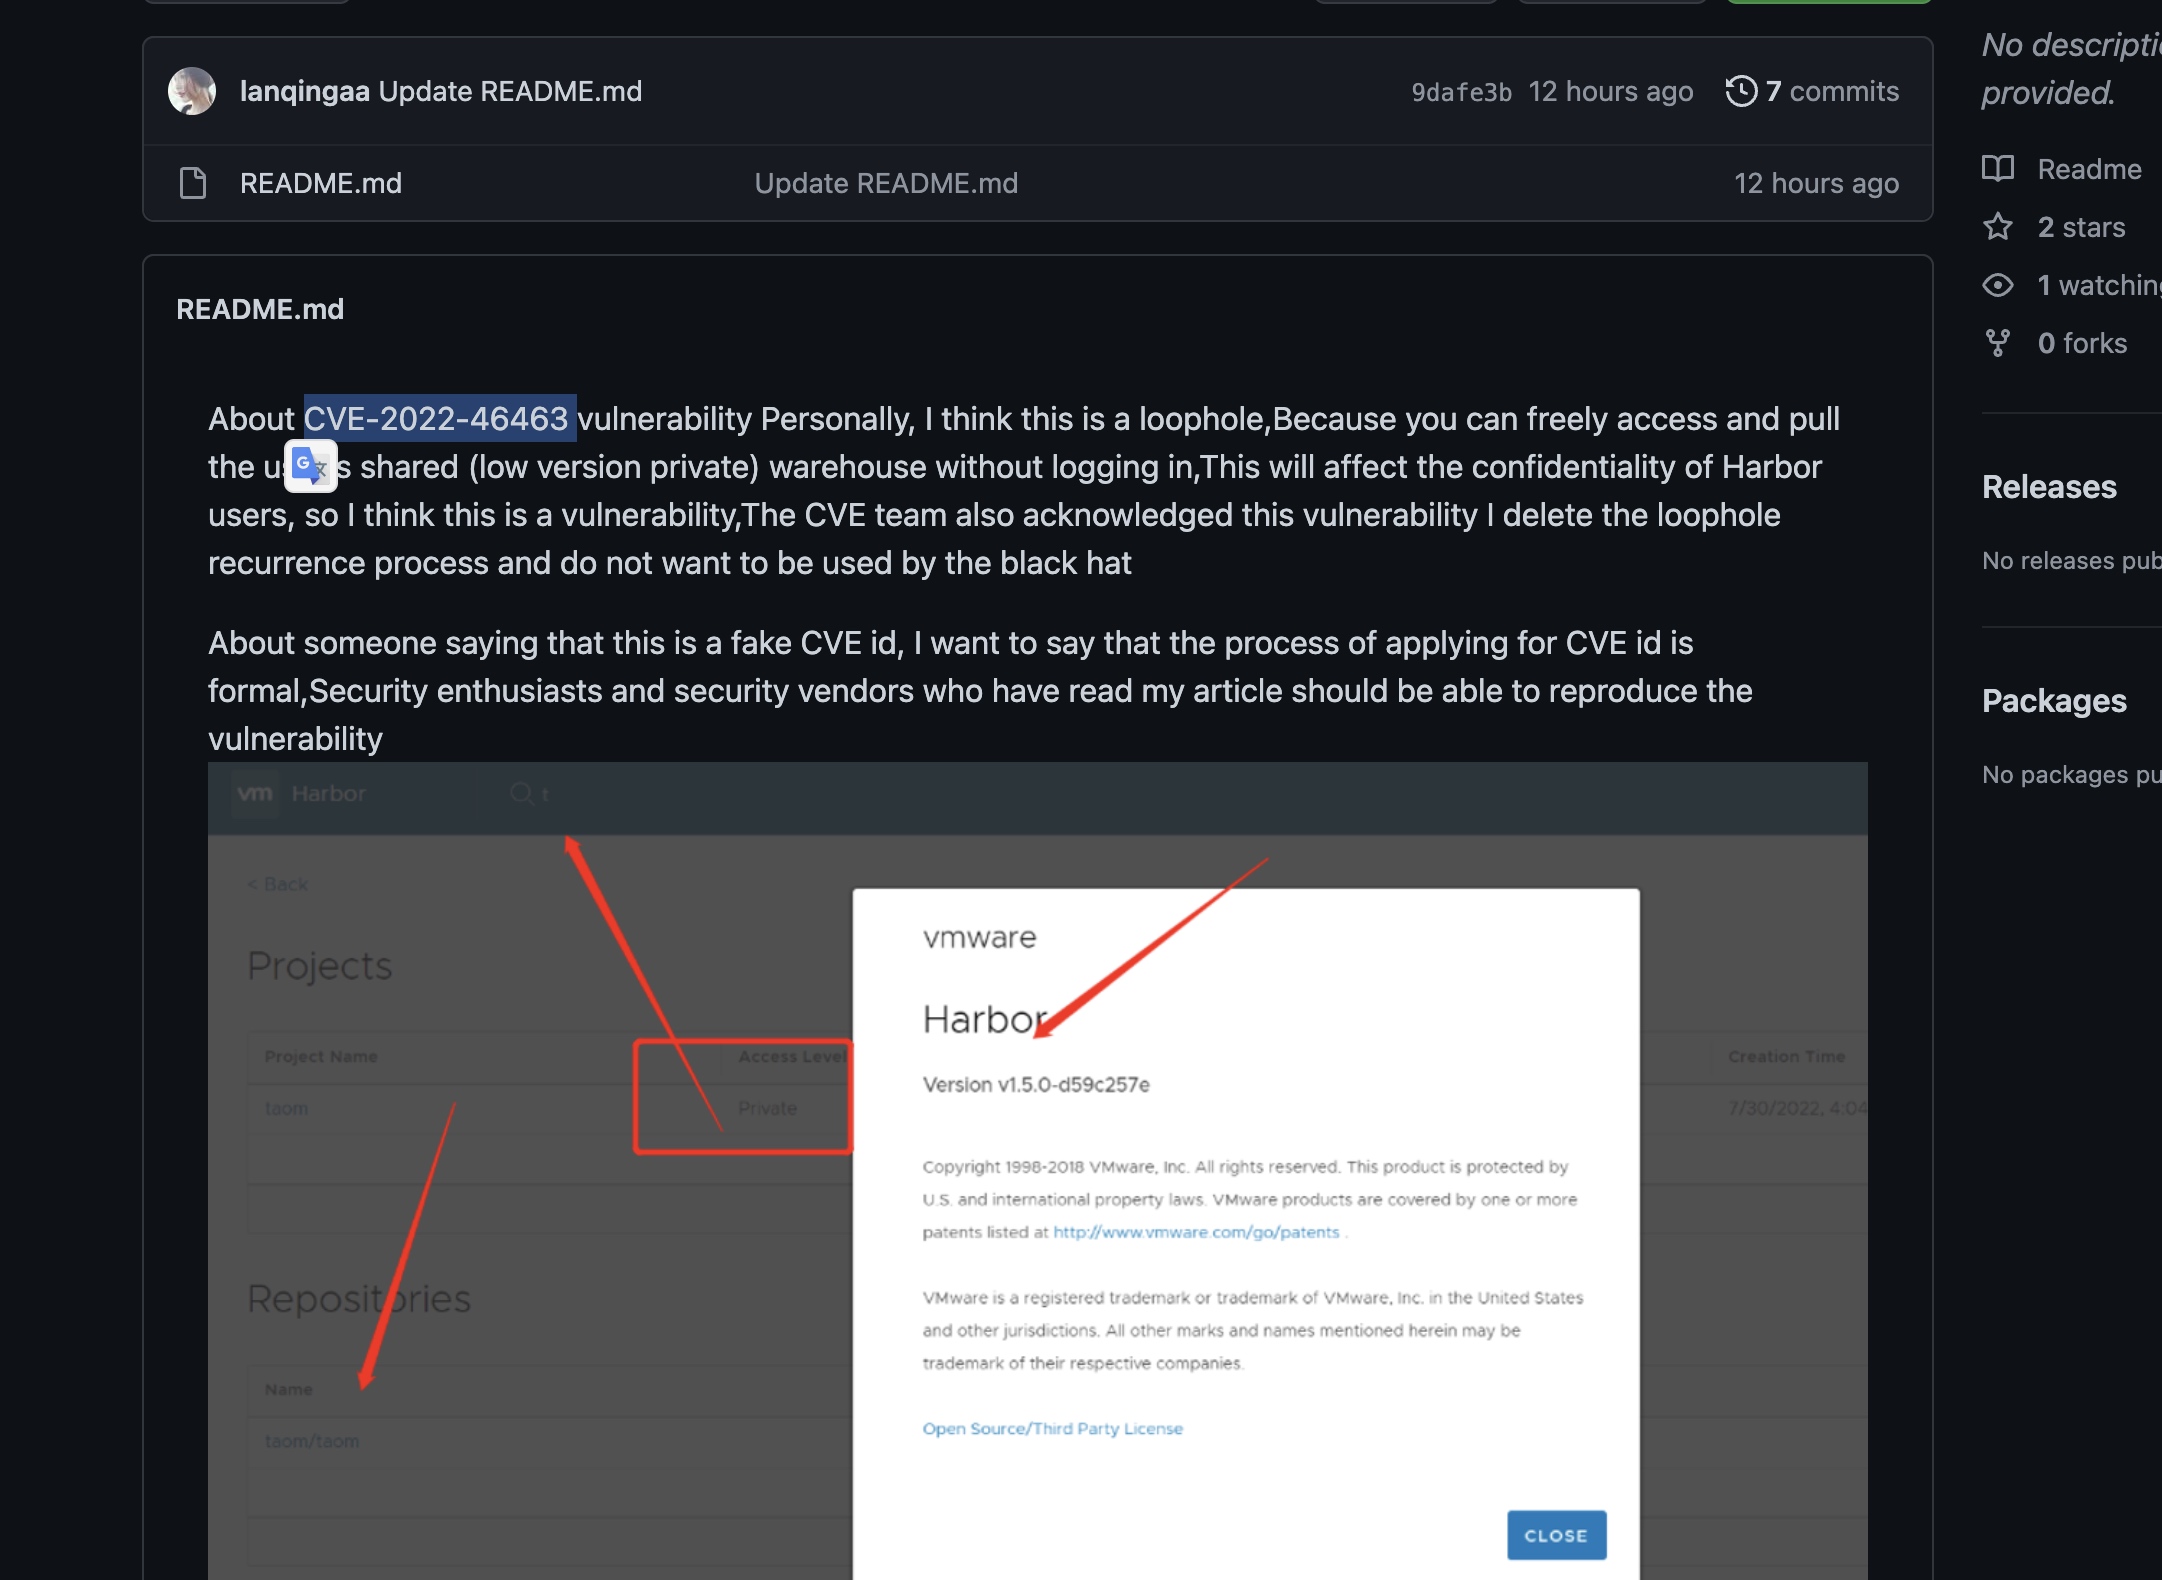 No descripti
provided.
lanqingaa Update README.md 9dafe3b 12 hours ago 7 commits
README.md Update README.md 12 hours ago
Readme
2 stars
1 watching
0 forks
README.md
About CVE-2022-46463 vulnerability Personally, I think this is a loophole,Because you can freely access and pull
the us s shared (low version private) warehouse without logging in,This will affect the confidentiality of Harbor
users, so I think this is a vulnerability,The CVE team also acknowledged this vulnerability I delete the loophole
recurrence process and do not want to be used by the black hat
About someone saying that this is a fake CVE id, I want to say that the process of applying for CVE id is
formal,Security enthusiasts and security vendors who have read my article should be able to reproduce the
vulnerability
Releases
No releases pub
Packages
No packages pu
vm Harbor t
< Back
Projects
Project Name Access Level Creation Time
taom Private 7/30/2022, 4:04
Repositories
Name
taom/taom
vmware
Harbor
Version v1.5.0-d59c257e
Copyright 1998-2018 VMware, Inc. All rights reserved. This product is protected by
U.S. and international property laws. VMware products are covered by one or more
patents listed at http://www.vmware.com/go/patents .
VMware is a registered trademark or trademark of VMware, Inc. in the United States
and other jurisdictions. All other marks and names mentioned herein may be
trademark of their respective companies.
Open Source/Third Party License
CLOSE